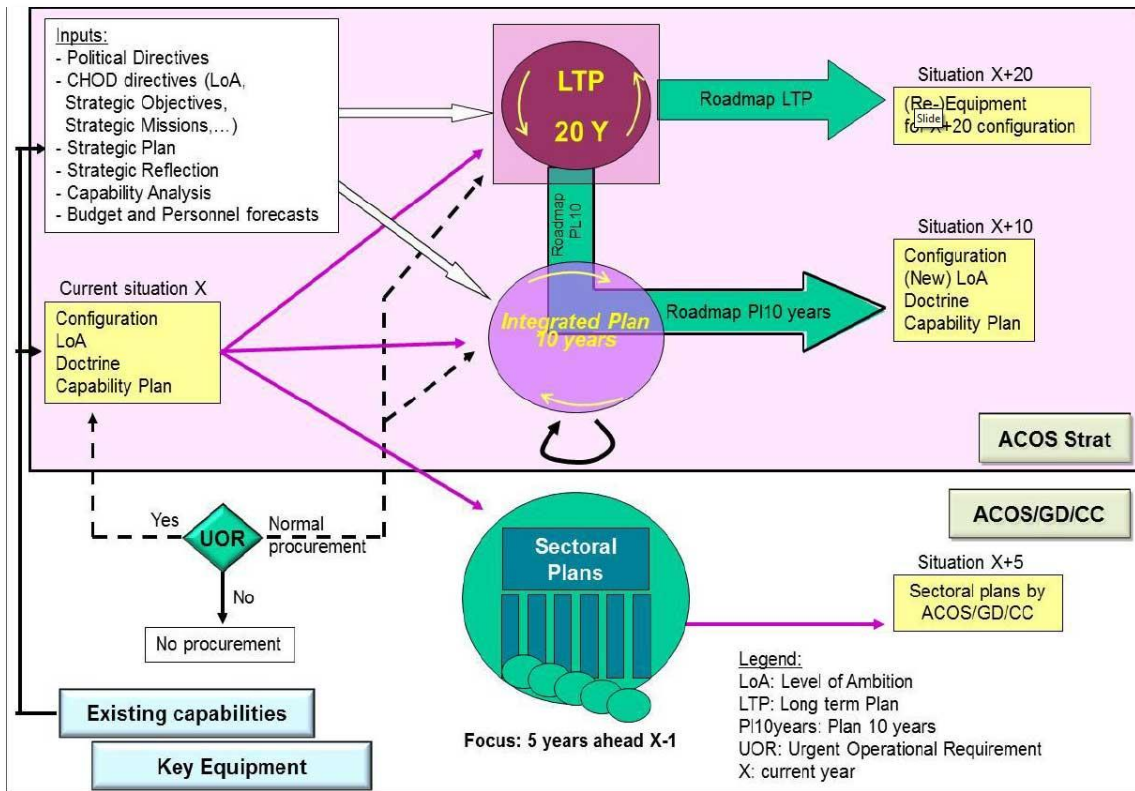 Inputs:
- Political Directives
- CHOD directives (LoA,
Strategic Objectives,
Strategic Missions,...)
- Strategic Plan
- Strategic Reflection
- Capability Analysis
- Budget and Personnel forecasts
LTP
20 Y
Roadmap LTP
Situation X+20
(Re-)Equipment
Slide
for X+20 configuration
Roadmap
PL10
Situation X+10
Configuration
(New) LoA
Doctrine
Capability Plan
Current situation X
Configuration
LoA
Doctrine
Capability Plan
Integrated Plan
10 years
Roadmap Pl10 years
ACOS Strat
ACOS/GD/CC
Yes
UOR
Normal
procurement
No
No procurement
Sectoral
Plans
Situation X+5
Sectoral plans by
ACOS/GD/CC
Existing capabilities
Key Equipment
Focus: 5 years ahead X-1
Legend:
LoA: Level of Ambition
LTP: Long term Plan
Pl10years: Plan 10 years
UOR: Urgent Operational Requirement
X: current year